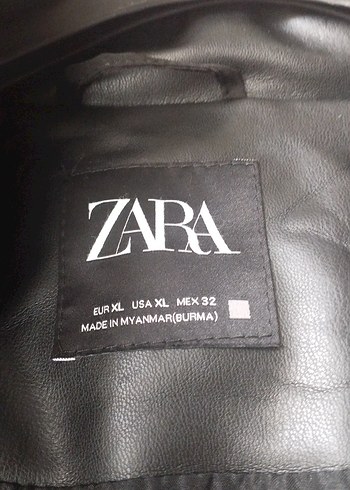 ZARA
EUR XL USA XL MEX 32
MADE IN MYANMAR(BURMA)